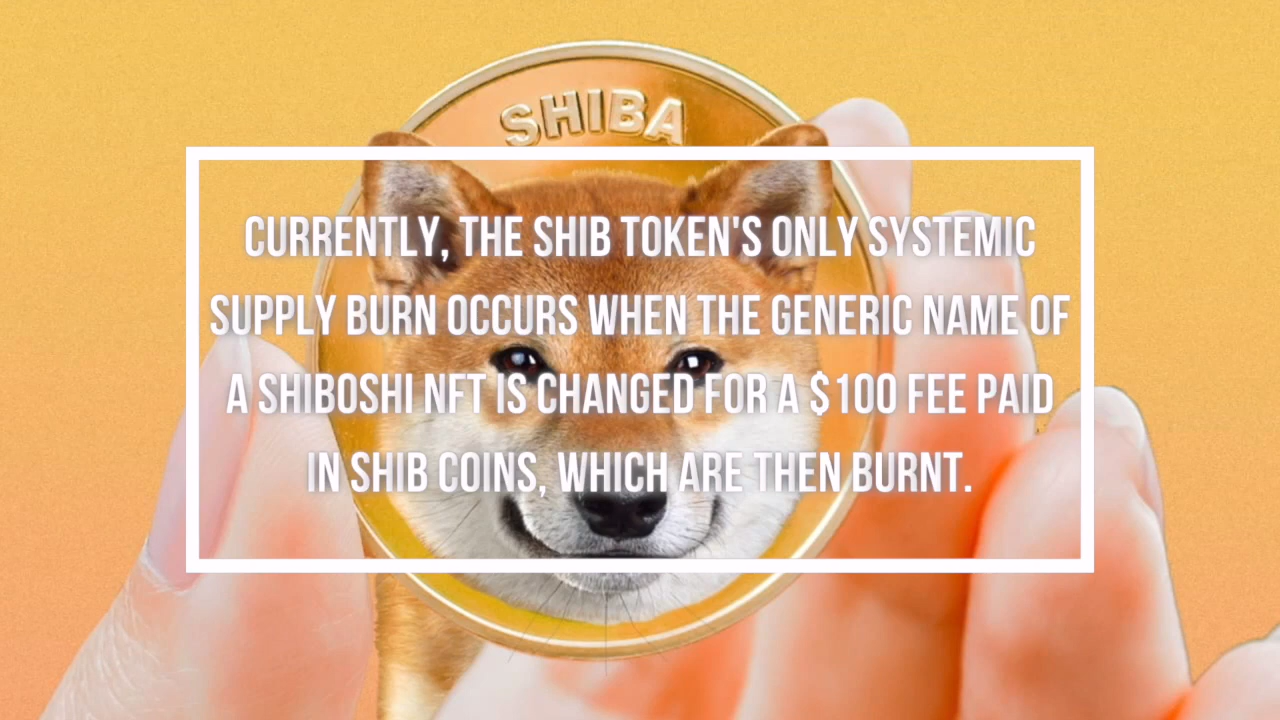 SHIBA
CURRENTLY, THE SHIB TOKEN'S ONLY SYSTEMIC
SUPPLY BURN OCCURS WHEN THE GENERIC NAME OF
A SHIBOSHI NFT IS CHANGED FOR A $100 FEE PAID
IN SHIB COINS, WHICH ARE THEN BURNT.